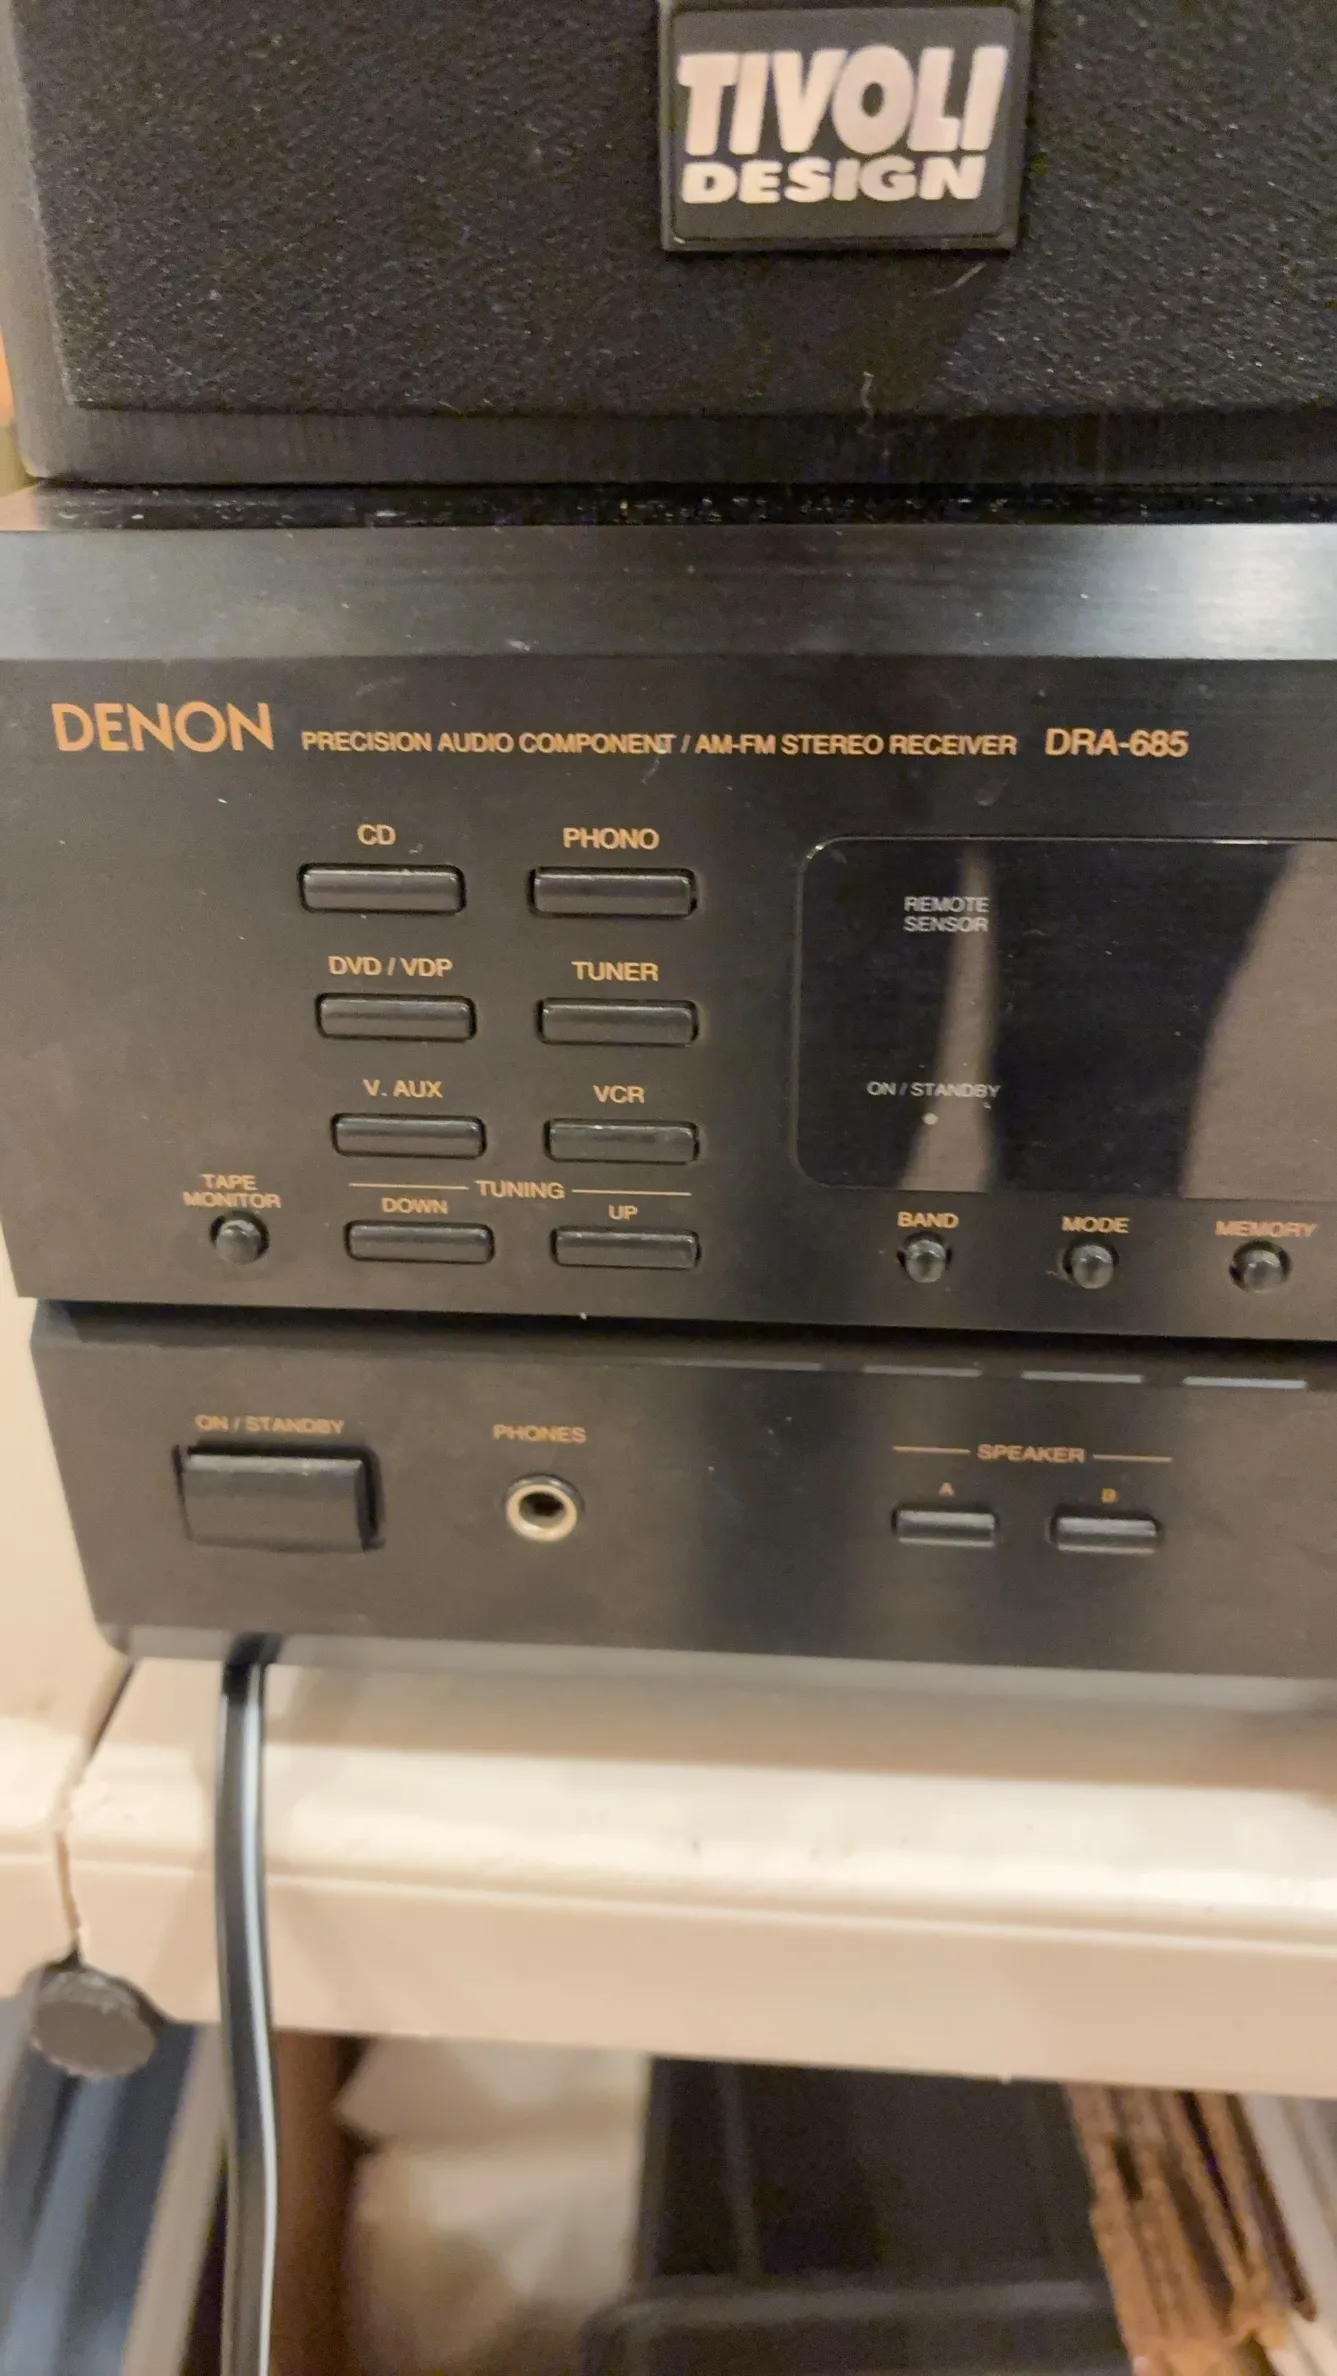 TIVOLI
DESIGN
DENON PRECISION AUDIO COMPONENT / AM-FM STEREO RECEIVER DRA-685
CD PHONO
REMOTE
SENSOR
DVD / VDP TUNER
V. AUX VCR
ON / STANDBY
TAPE
MONITOR
TUNING
DOWN UP
BAND MODE MEMORY
ON / STANDBY PHONES
SPEAKER
A B